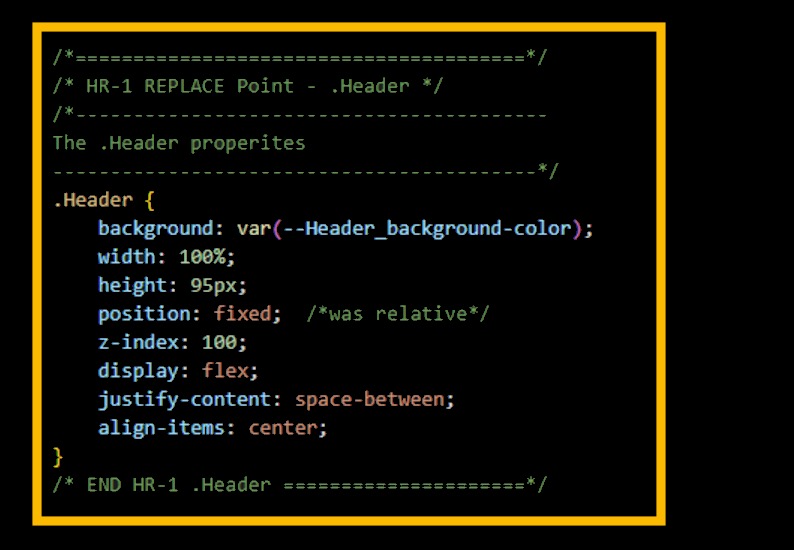 /*=======================================*/
/* HR-1 REPLACE Point - .Header */
/*-----------------------------------------
The .Header properites
------------------------------------------*/
.Header {
    background: var(--Header_background-color);
    width: 100%;
    height: 95px;
    position: fixed;  /*was relative*/
    z-index: 100;
    display: flex;
    justify-content: space-between;
    align-items: center;
}
/* END HR-1 .Header =====================*/